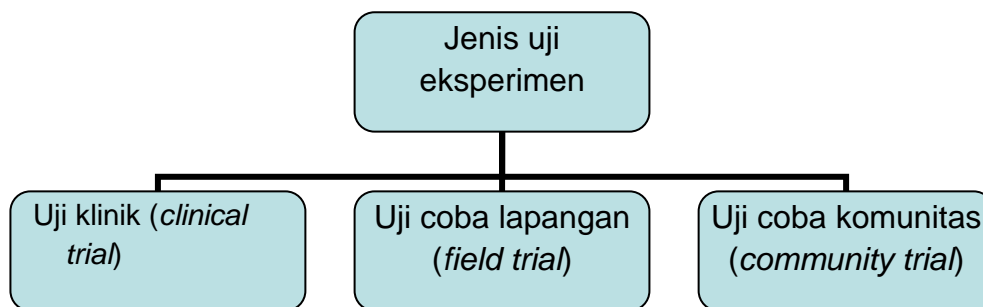 Jenis uji
eksperimen
Uji klinik (clinical
trial)
Uji coba lapangan
(field trial)
Uji coba komunitas
(community trial)